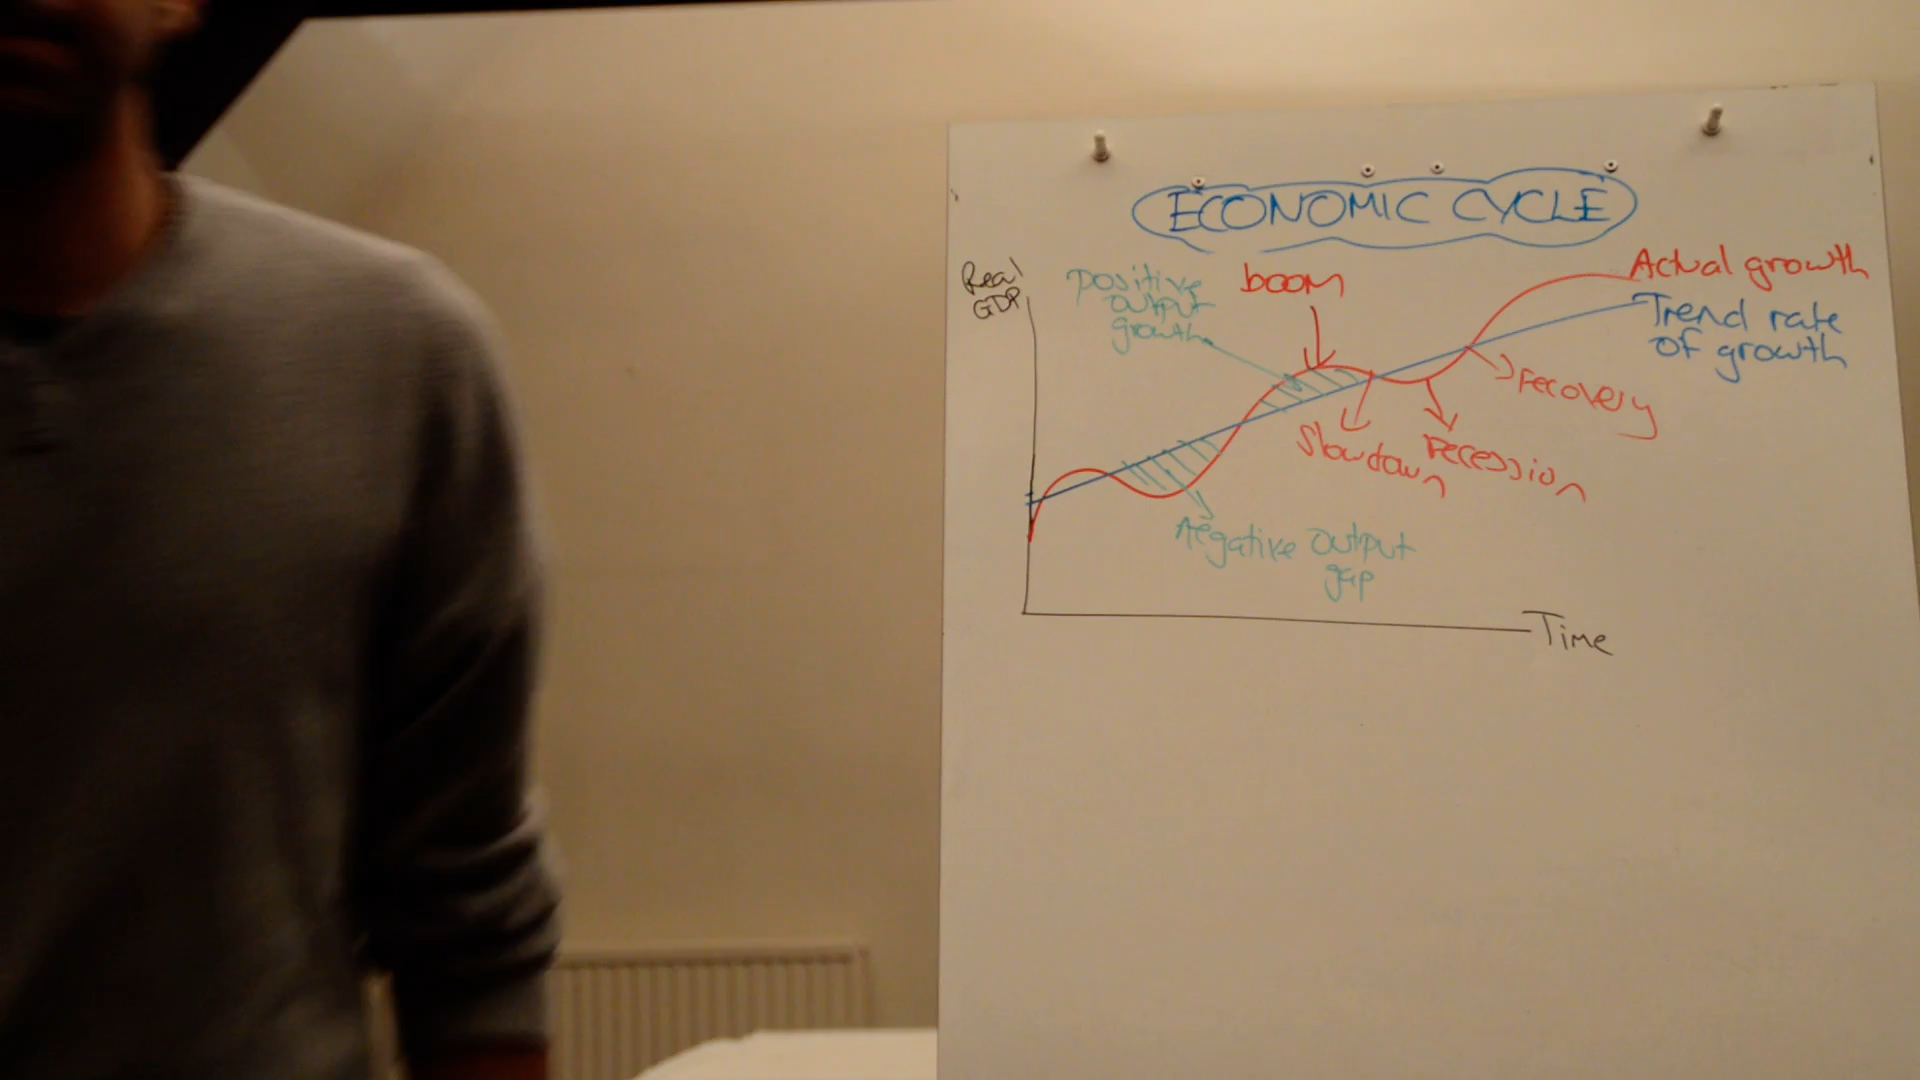 ECONOMIC CYCLE
Real
GDP
positive
output
growth
boom
Actual growth
Trend rate
of growth
recovery
Slowdown
recession
Negative output
gap
Time